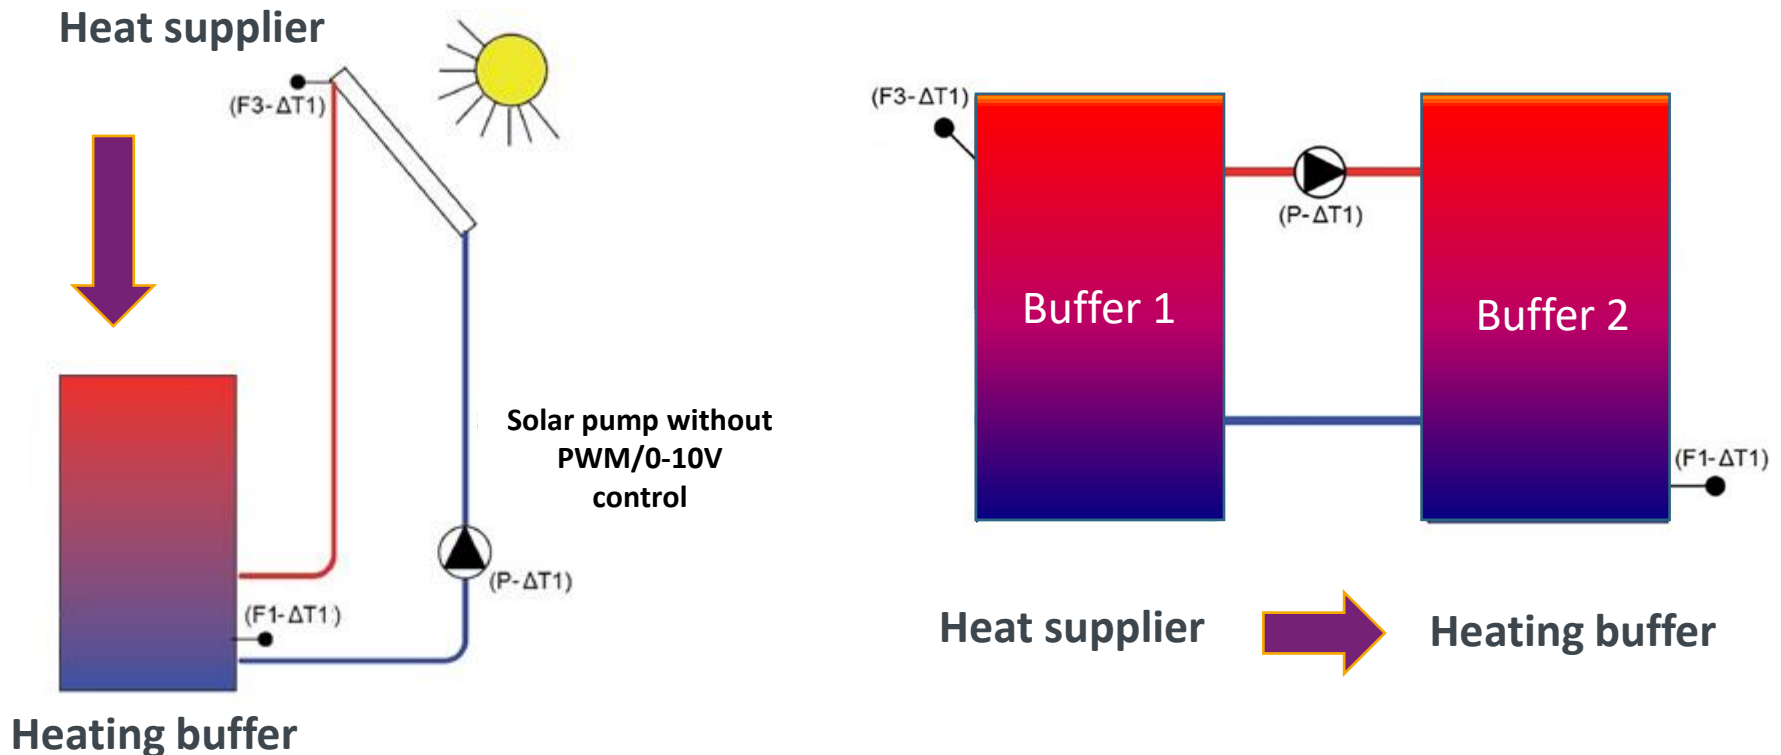 Heat supplier
(F3-ΔT1)
Solar pump without
PWM/0-10V
control
(P-ΔT1)
(F1-ΔT1:)
Heating buffer
(F3-ΔT1)
(P-ΔT1)
Buffer 1
Buffer 2
(F1-ΔT1)
Heat supplier
Heating buffer